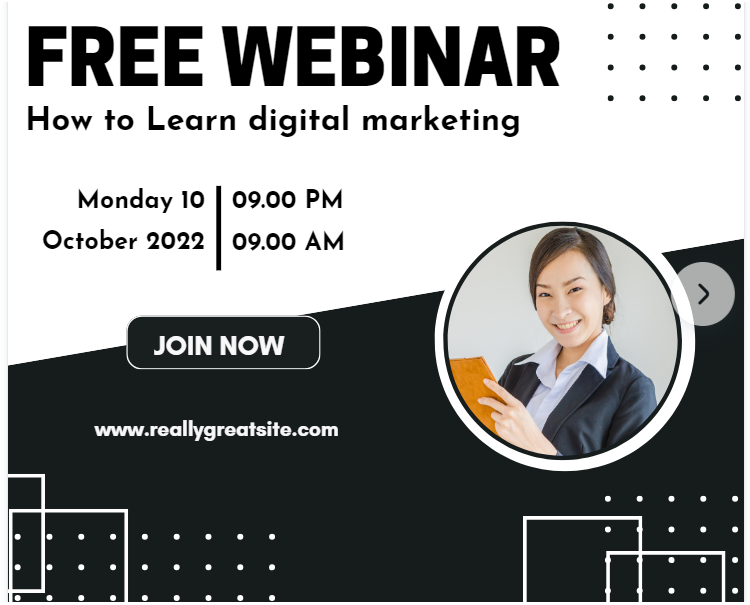 FREE WEBINAR
How to Learn digital marketing
Monday 10
October 2022
09.00 PM
09.00 AM
JOIN NOW
www.reallygreatsite.com